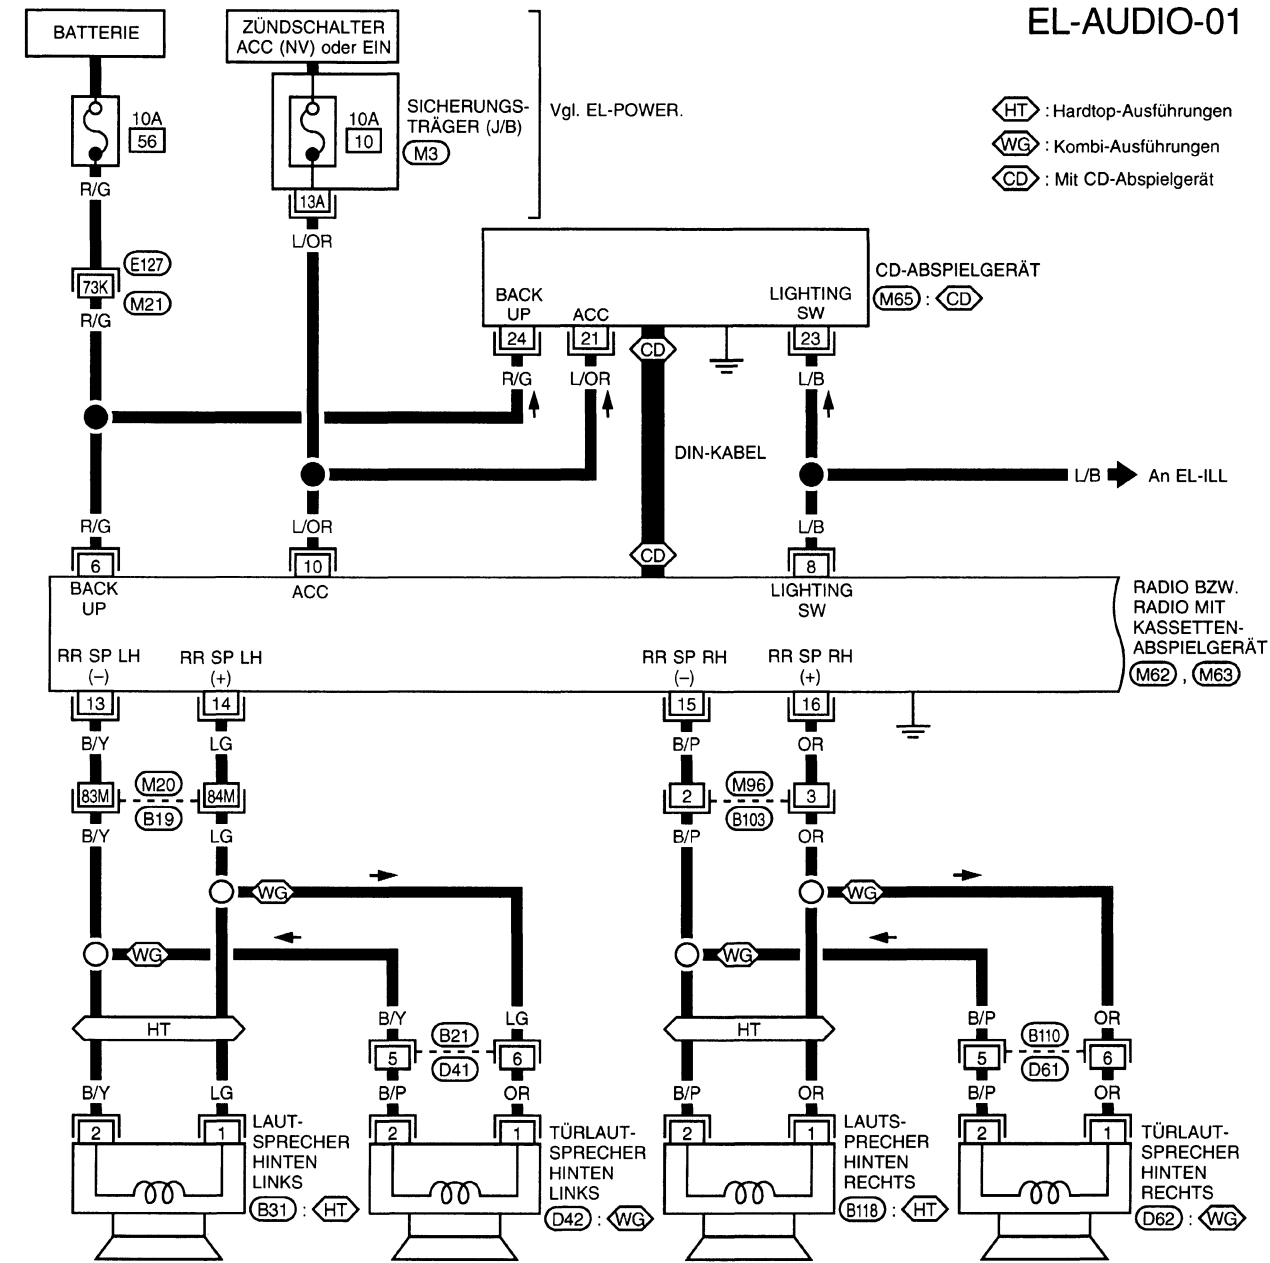 EL-AUDIO-01
BATTERIE
ZÜNDSCHALTER
ACC (NV) oder EIN
10A
56
10A
10
SICHERUNGS-
TRÄGER (J/B)
M3
Vgl. EL-POWER.
HT : Hardtop-Ausführungen
WG : Kombi-Ausführungen
CD : Mit CD-Abspielgerät
R/G
13A
L/OR
E127
73K
M21
R/G
CD-ABSPIELGERÄT
M65 : CD
BACK
UP
ACC
LIGHTING
SW
24
21
CD
23
R/G
L/OR
L/B
DIN-KABEL
L/B
An EL-ILL
R/G
L/OR
CD
L/B
6
10
8
BACK
UP
ACC
LIGHTING
SW
RADIO BZW.
RADIO MIT
KASSETTEN-
ABSPIELGERÄT
M62 , M63
RR SP LH
(–)
RR SP LH
(+)
RR SP RH
(–)
RR SP RH
(+)
13
14
15
16
B/Y
LG
B/P
OR
83M
M20
B19
84M
2
M96
B103
3
B/Y
LG
B/P
OR
WG
WG
WG
WG
HT
HT
B/Y
LG
B/P
OR
5
B21
D41
6
5
B110
D61
6
B/Y
LG
B/P
OR
B/P
OR
B/P
OR
2
1
2
1
2
1
2
1
LAUT-
SPRECHER
HINTEN
LINKS
B31 : HT
TÜRLAUT-
SPRECHER
HINTEN
LINKS
D42 : WG
LAUTS-
PRECHER
HINTEN
RECHTS
B118 : HT
TÜRLAUT-
SPRECHER
HINTEN
RECHTS
D62 : WG